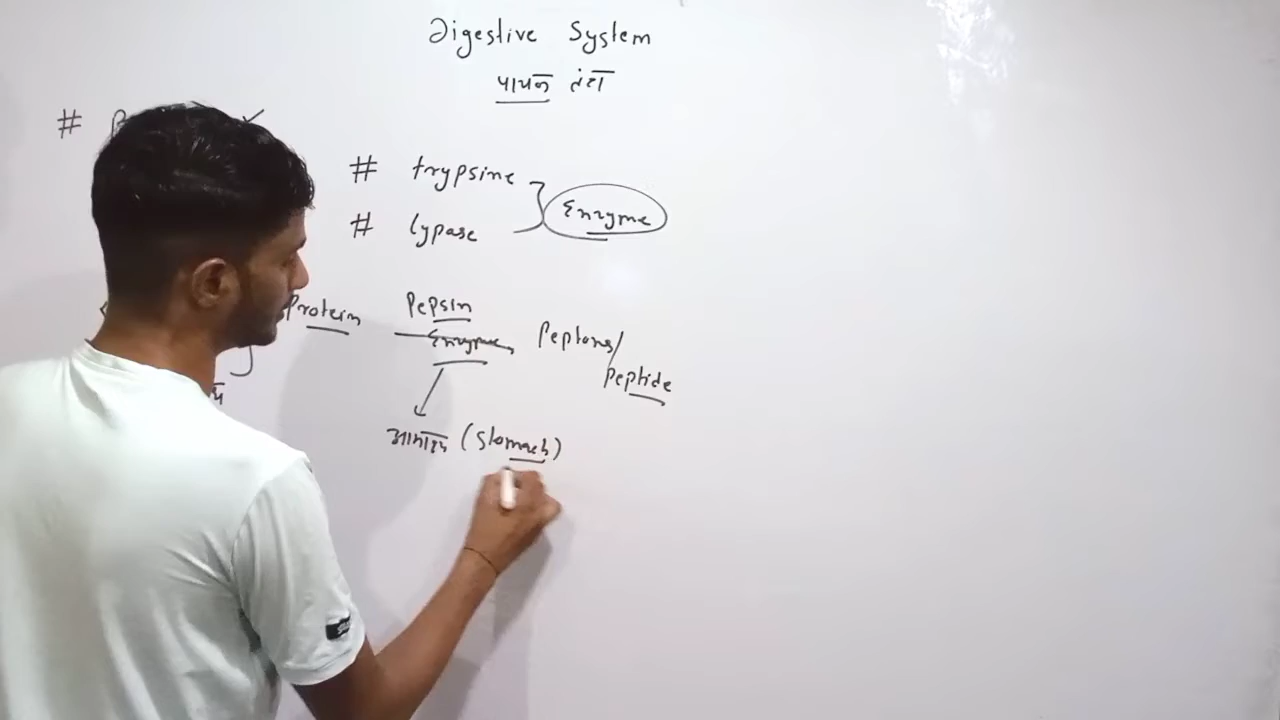 Digestive System
पाचन तंत्र
#
# trypsine
# lypase
Enzyme
Protein Pepsin
Enzyme
Peptons/
Peptide
आमाशय (Stomach)